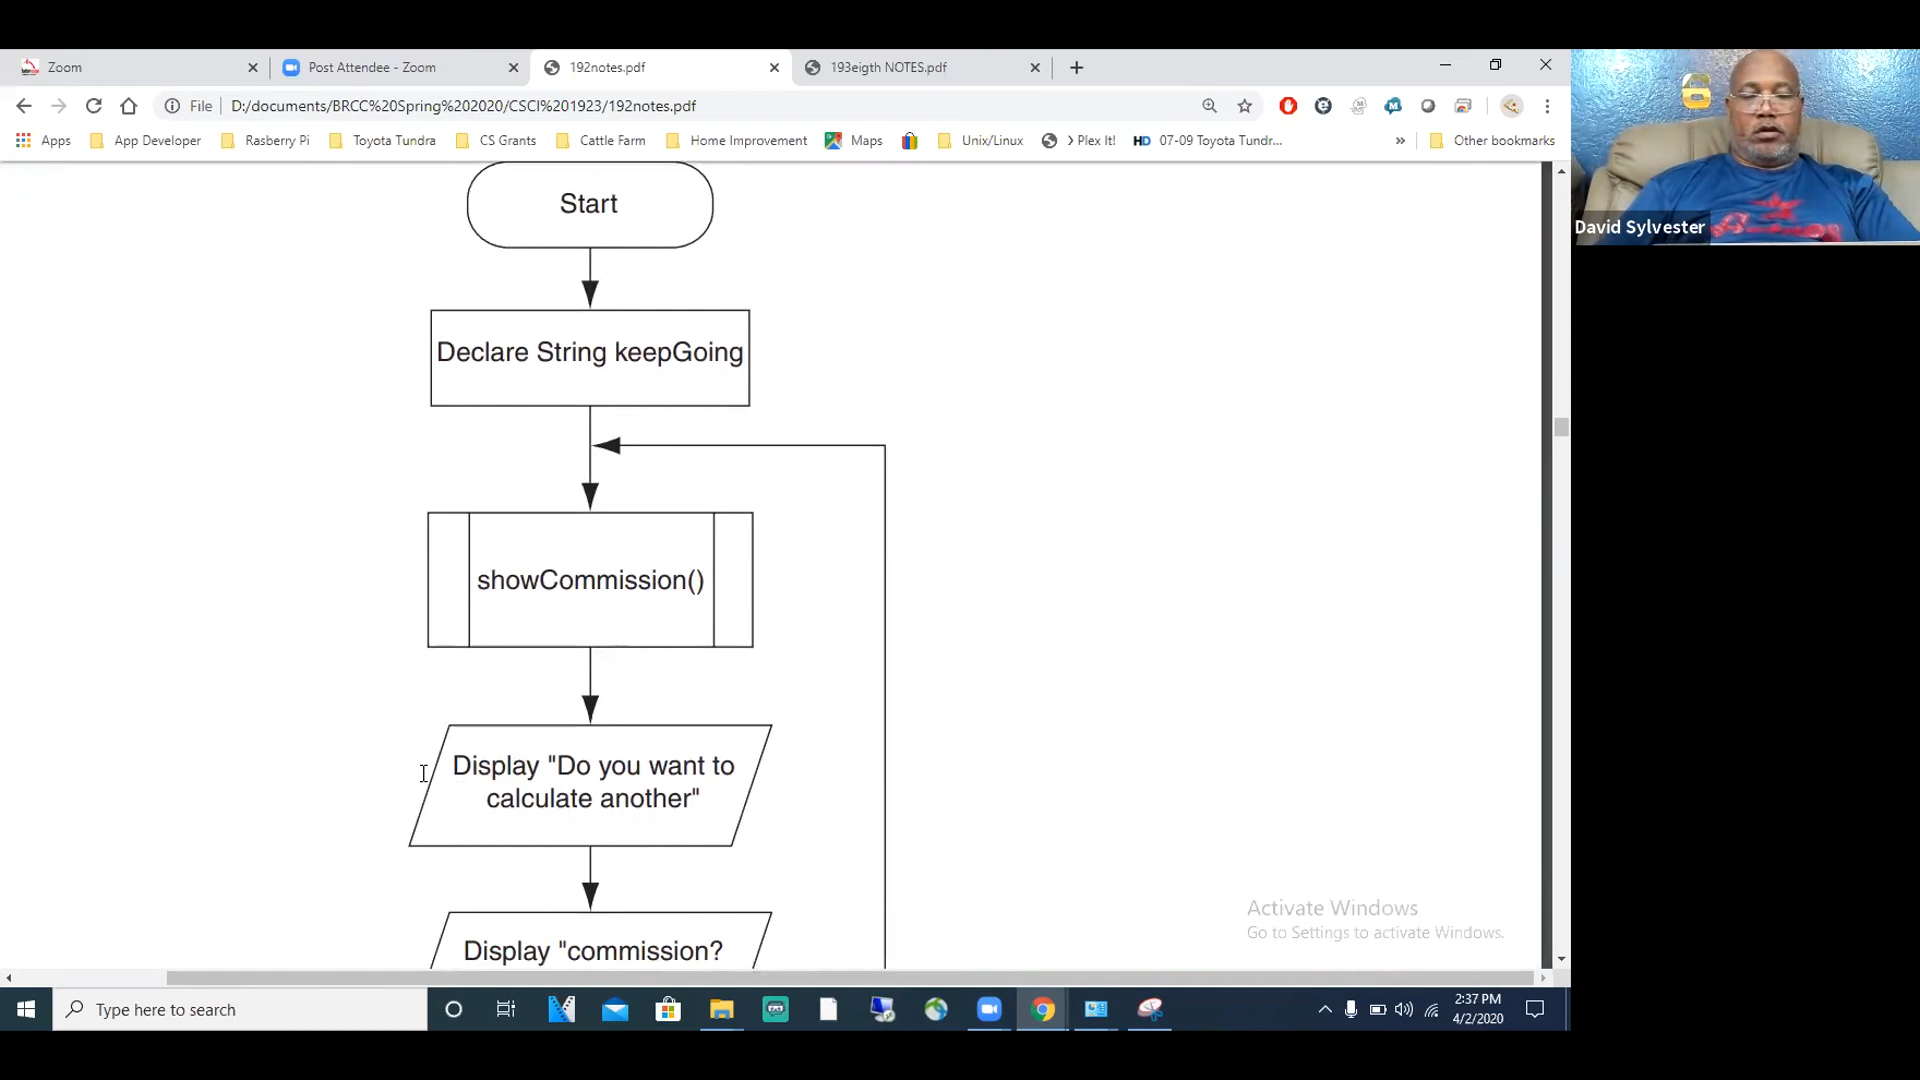 Zoom
Post Attendee - Zoom
192notes.pdf
193eigth NOTES.pdf
File
D:/documents/BRCC%20Spring%202020/CSCI%201923/192notes.pdf
Apps
App Developer
Rasberry Pi
Toyota Tundra
CS Grants
Cattle Farm
Home Improvement
Maps
Unix/Linux
> Plex It!
HD 07-09 Toyota Tundr...
»
Other bookmarks
David Sylvester
Start
Declare String keepGoing
showCommission()
Display "Do you want to
calculate another"
Display "commission?
Activate Windows
Go to Settings to activate Windows.
Type here to search
2:37 PM
4/2/2020